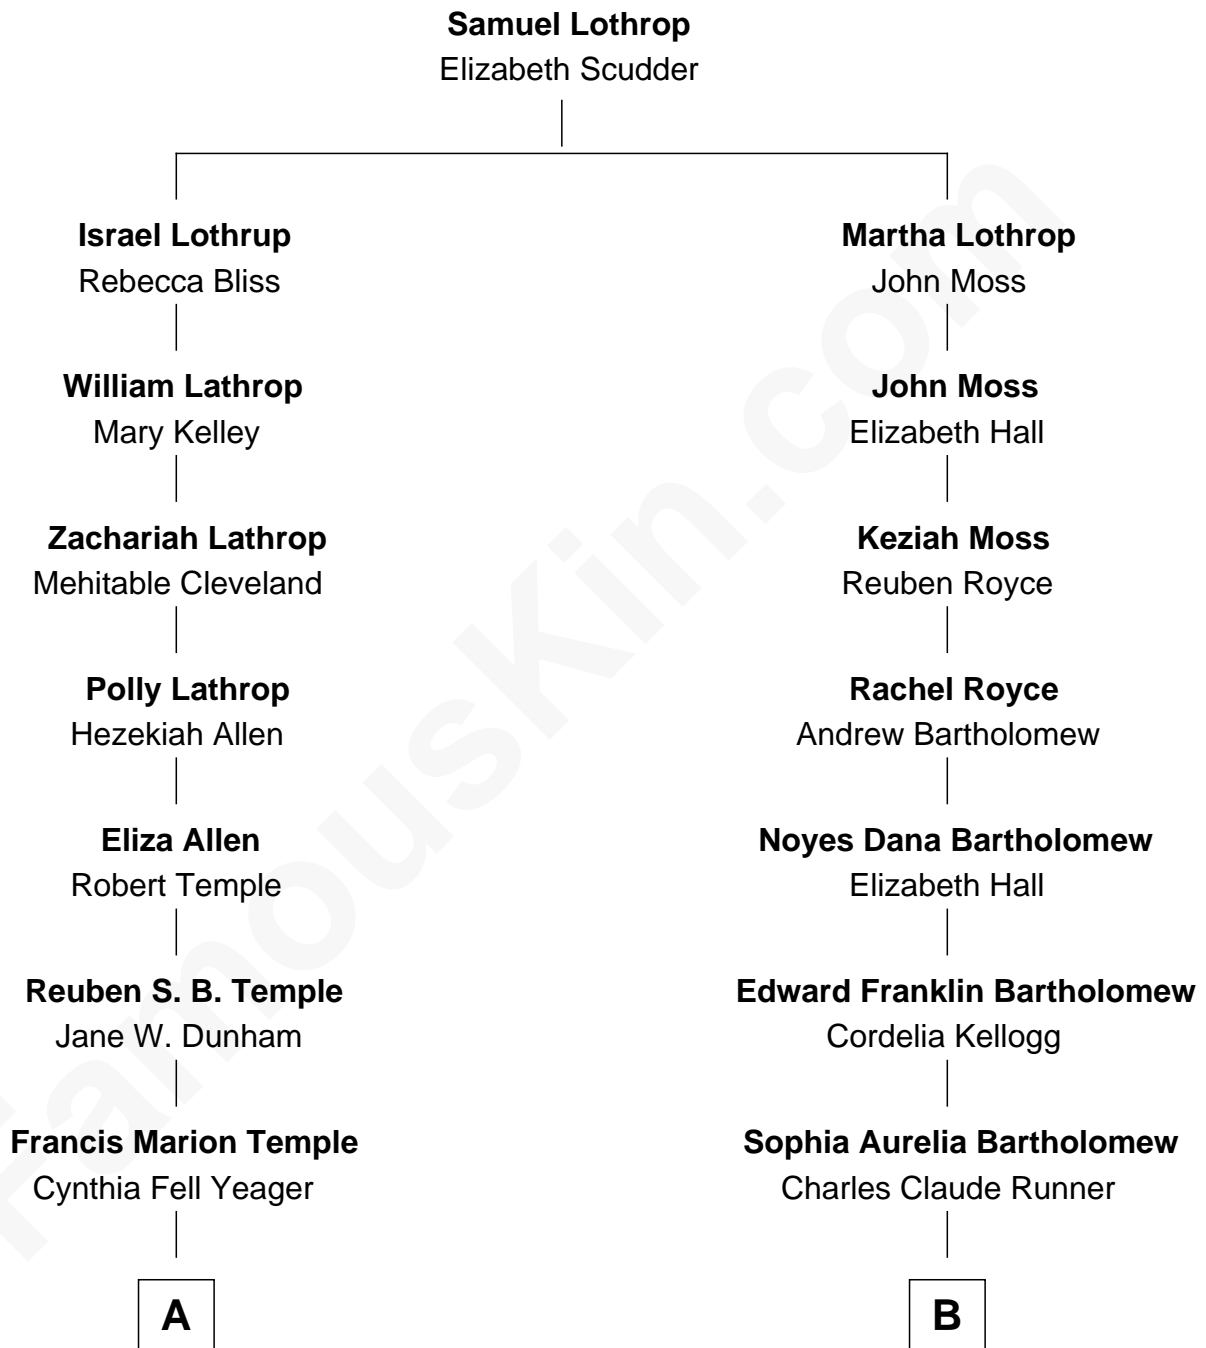 Samuel Lothrop
Elizabeth Scudder
Israel Lothrup
Rebecca Bliss
William Lathrop
Mary Kelley
Zachariah Lathrop
Mehitable Cleveland
Polly Lathrop
Hezekiah Allen
Eliza Allen
Robert Temple
Reuben S. B. Temple
Jane W. Dunham
Francis Marion Temple
Cynthia Fell Yeager
A
Martha Lothrop
John Moss
John Moss
Elizabeth Hall
Keziah Moss
Reuben Royce
Rachel Royce
Andrew Bartholomew
Noyes Dana Bartholomew
Elizabeth Hall
Edward Franklin Bartholomew
Cordelia Kellogg
Sophia Aurelia Bartholomew
Charles Claude Runner
B
FamousKin.com